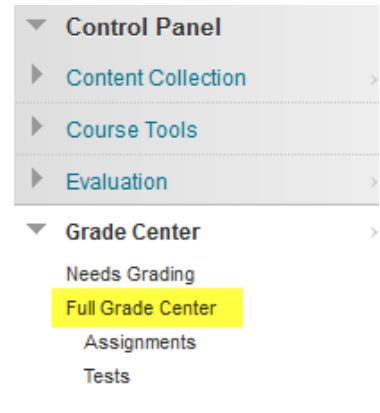 Control Panel
Content Collection
Course Tools
Evaluation
Grade Center
Needs Grading
Full Grade Center
Assignments
Tests